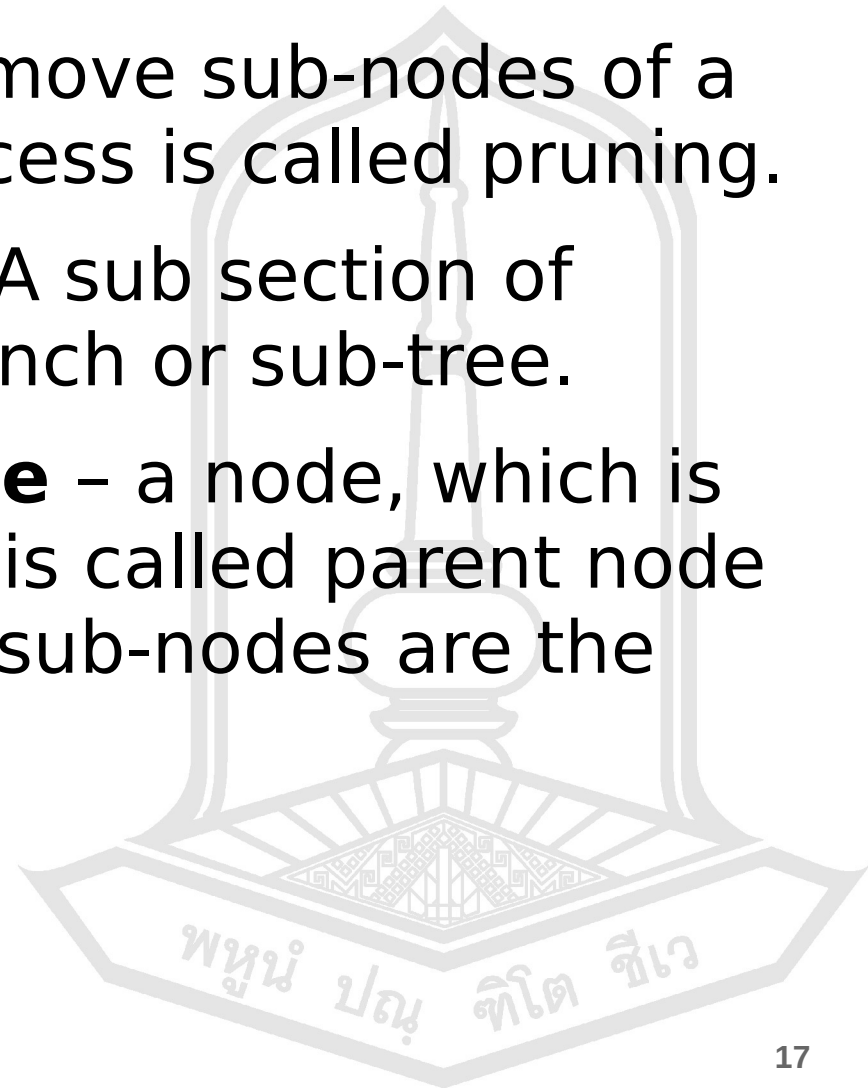 move sub-nodes of a
cess is called pruning.
A sub section of
nch or sub-tree.
e – a node, which is
is called parent node
sub-nodes are the
พหูนํ ปณฺฑิโต ชีเว
17